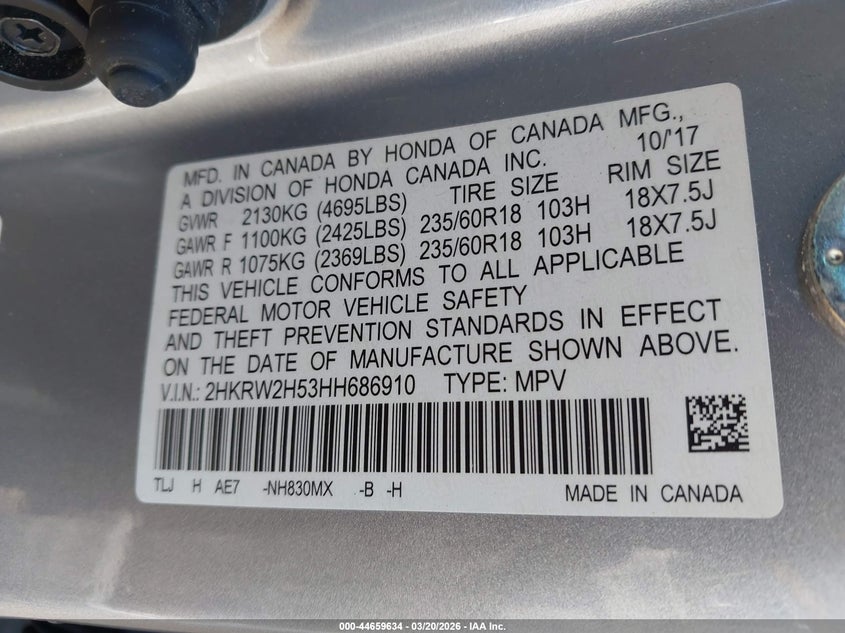 MFD. IN CANADA BY HONDA OF CANADA MFG.,
A DIVISION OF HONDA CANADA INC. 10/'17
GVWR 2130KG (4695LBS) TIRE SIZE RIM SIZE
GAWR F 1100KG (2425LBS) 235/60R18 103H 18X7.5J
GAWR R 1075KG (2369LBS) 235/60R18 103H 18X7.5J
THIS VEHICLE CONFORMS TO ALL APPLICABLE
FEDERAL MOTOR VEHICLE SAFETY
AND THEFT PREVENTION STANDARDS IN EFFECT
ON THE DATE OF MANUFACTURE SHOWN ABOVE.
V.I.N.: 2HKRW2H53HH686910 TYPE: MPV
TLJ H AE7 -NH830MX -B -H MADE IN CANADA
000-44659634 - 03/20/2026 - IAA Inc.